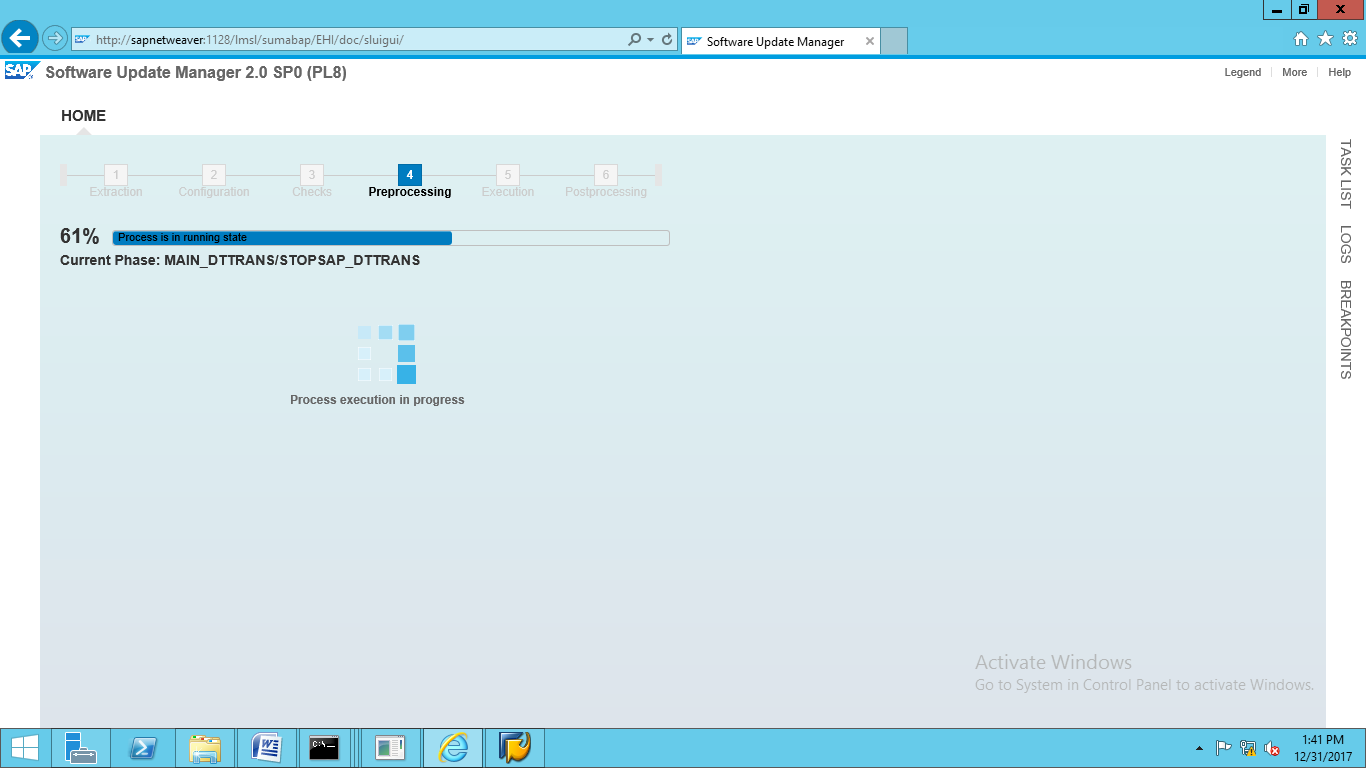 http://sapnetweaver:1128/lmsl/sumabap/EHI/doc/sluigui/
Software Update Manager
SAP Software Update Manager 2.0 SP0 (PL8)
Legend More Help
HOME
1 2 3 4 5 6
Extraction Configuration Checks Preprocessing Execution Postprocessing
61% Process is in running state
Current Phase: MAIN_DTTRANS/STOPSAP_DTTRANS
Process execution in progress
TASK LIST
LOGS
BREAKPOINTS
Activate Windows
Go to System in Control Panel to activate Windows.
1:41 PM
12/31/2017